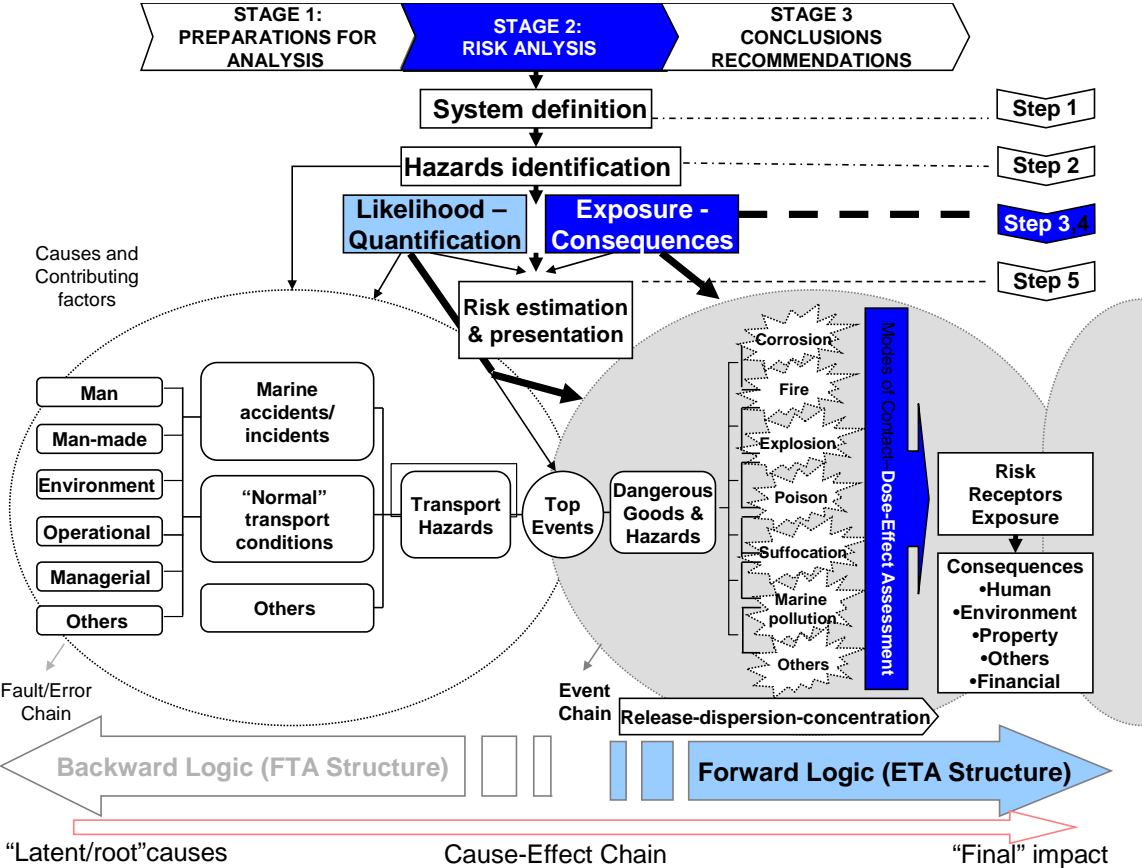 STAGE 1:
PREPARATIONS FOR
ANALYSIS
STAGE 2:
RISK ANLYSIS
STAGE 3
CONCLUSIONS
RECOMMENDATIONS
System definition
Step 1
Hazards identification
Step 2
Likelihood –
Quantification
Exposure -
Consequences
Step 3,4
Causes and
Contributing
factors
Step 5
Risk estimation
& presentation
Man
Man-made
Environment
Operational
Managerial
Others
Marine
accidents/
incidents
“Normal”
transport
conditions
Others
Transport
Hazards
Top
Events
Dangerous
Goods &
Hazards
Corrosion
Fire
Explosion
Poison
Suffocation
Marine
pollution
Others
Modes of Contact–Dose-Effect Assessment
Risk
Receptors
Exposure
Consequences
•Human
•Environment
•Property
•Others
•Financial
Fault/Error
Chain
Event
Chain
Release-dispersion-concentration
Backward Logic (FTA Structure)
Forward Logic (ETA Structure)
“Latent/root”causes
Cause-Effect Chain
“Final” impact